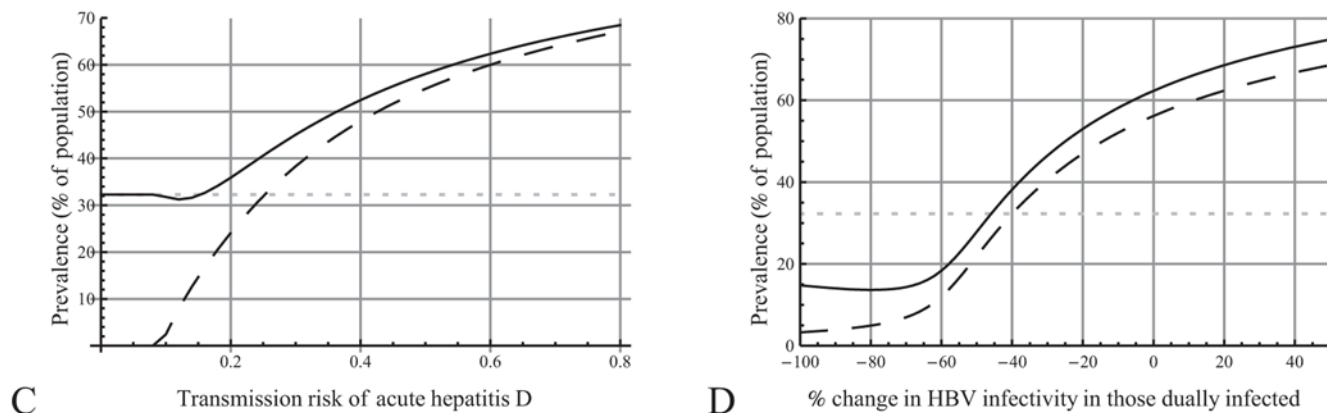 Prevalence (% of population)
70
60
50
40
30
20
10
0.2 0.4 0.6 0.8
C Transmission risk of acute hepatitis D
Prevalence (% of population)
80
60
40
20
0
−100 −80 −60 −40 −20 0 20 40
D % change in HBV infectivity in those dually infected